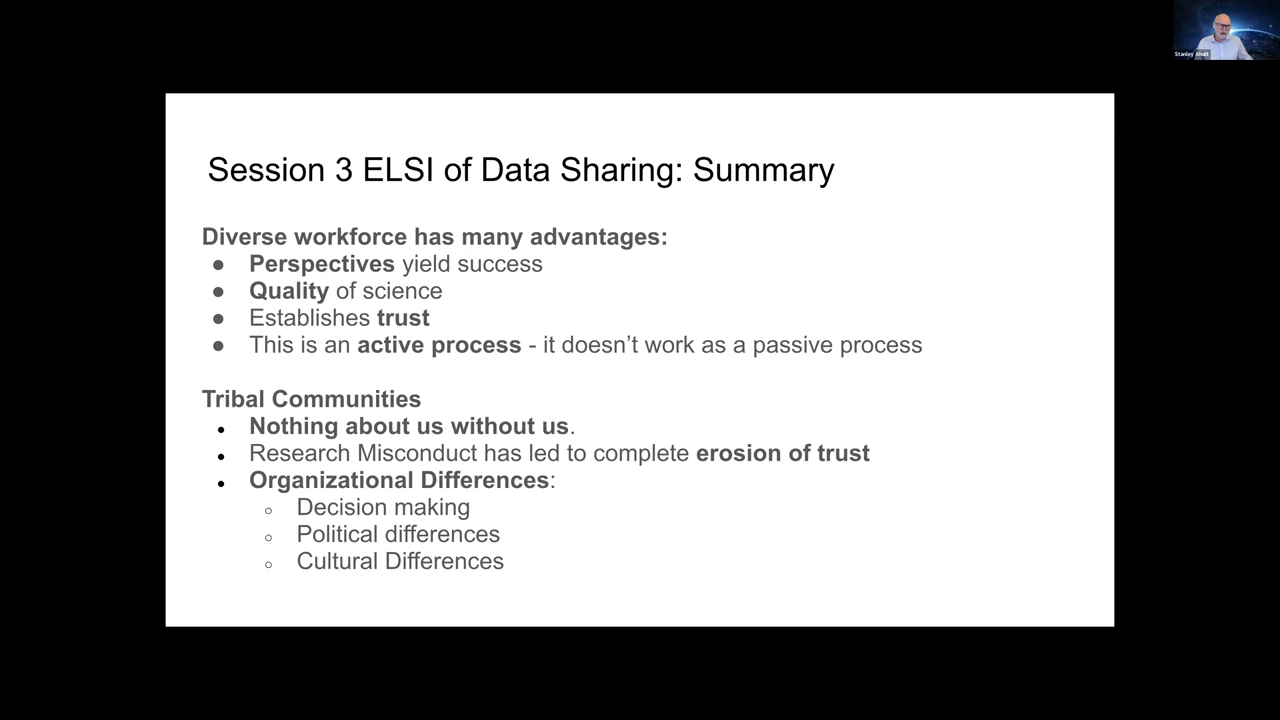 Stanley Ahalt
Session 3 ELSI of Data Sharing: Summary
Diverse workforce has many advantages:
● Perspectives yield success
● Quality of science
● Establishes trust
● This is an active process - it doesn’t work as a passive process
Tribal Communities
● Nothing about us without us.
● Research Misconduct has led to complete erosion of trust
● Organizational Differences:
○ Decision making
○ Political differences
○ Cultural Differences